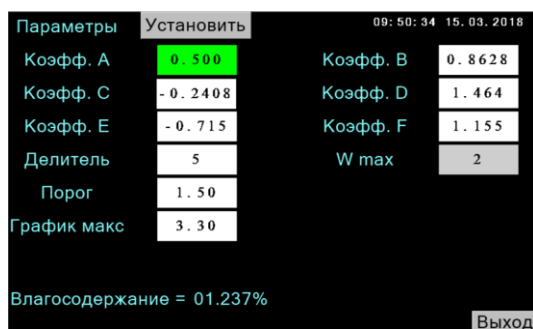 Параметры Установить 09:50:34 15.03.2018
Коэфф. A 0.500 Коэфф. B 0.8628
Коэфф. C -0.2408 Коэфф. D 1.464
Коэфф. E -0.715 Коэфф. F 1.155
Делитель 5 W max 2
Порог 1.50
График макс 3.30
Влагосодержание = 01.237%
Выход